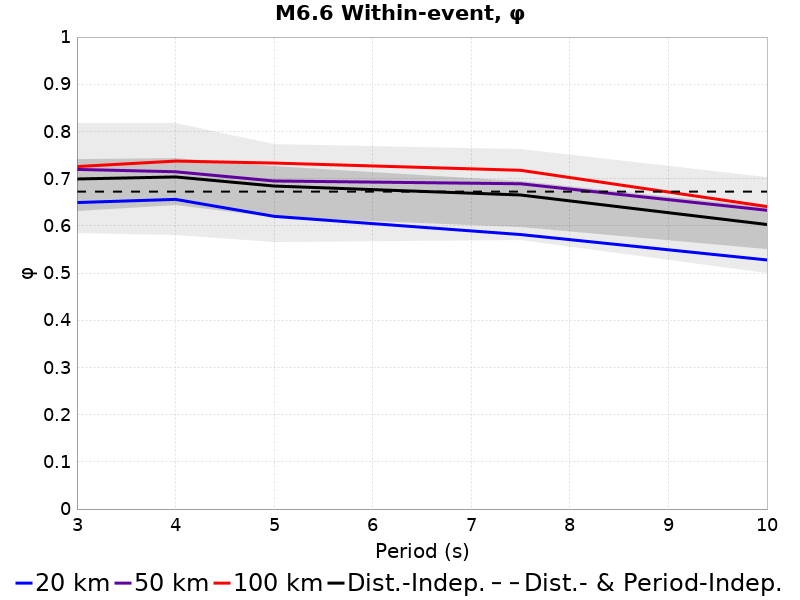 M6.6 Within-event, φ
1
0.9
0.8
0.7
0.6
0.5
0.4
0.3
0.2
0.1
0
φ
3 4 5 6 7 8 9 10
Period (s)
20 km 50 km 100 km Dist.-Indep. Dist.- & Period-Indep.